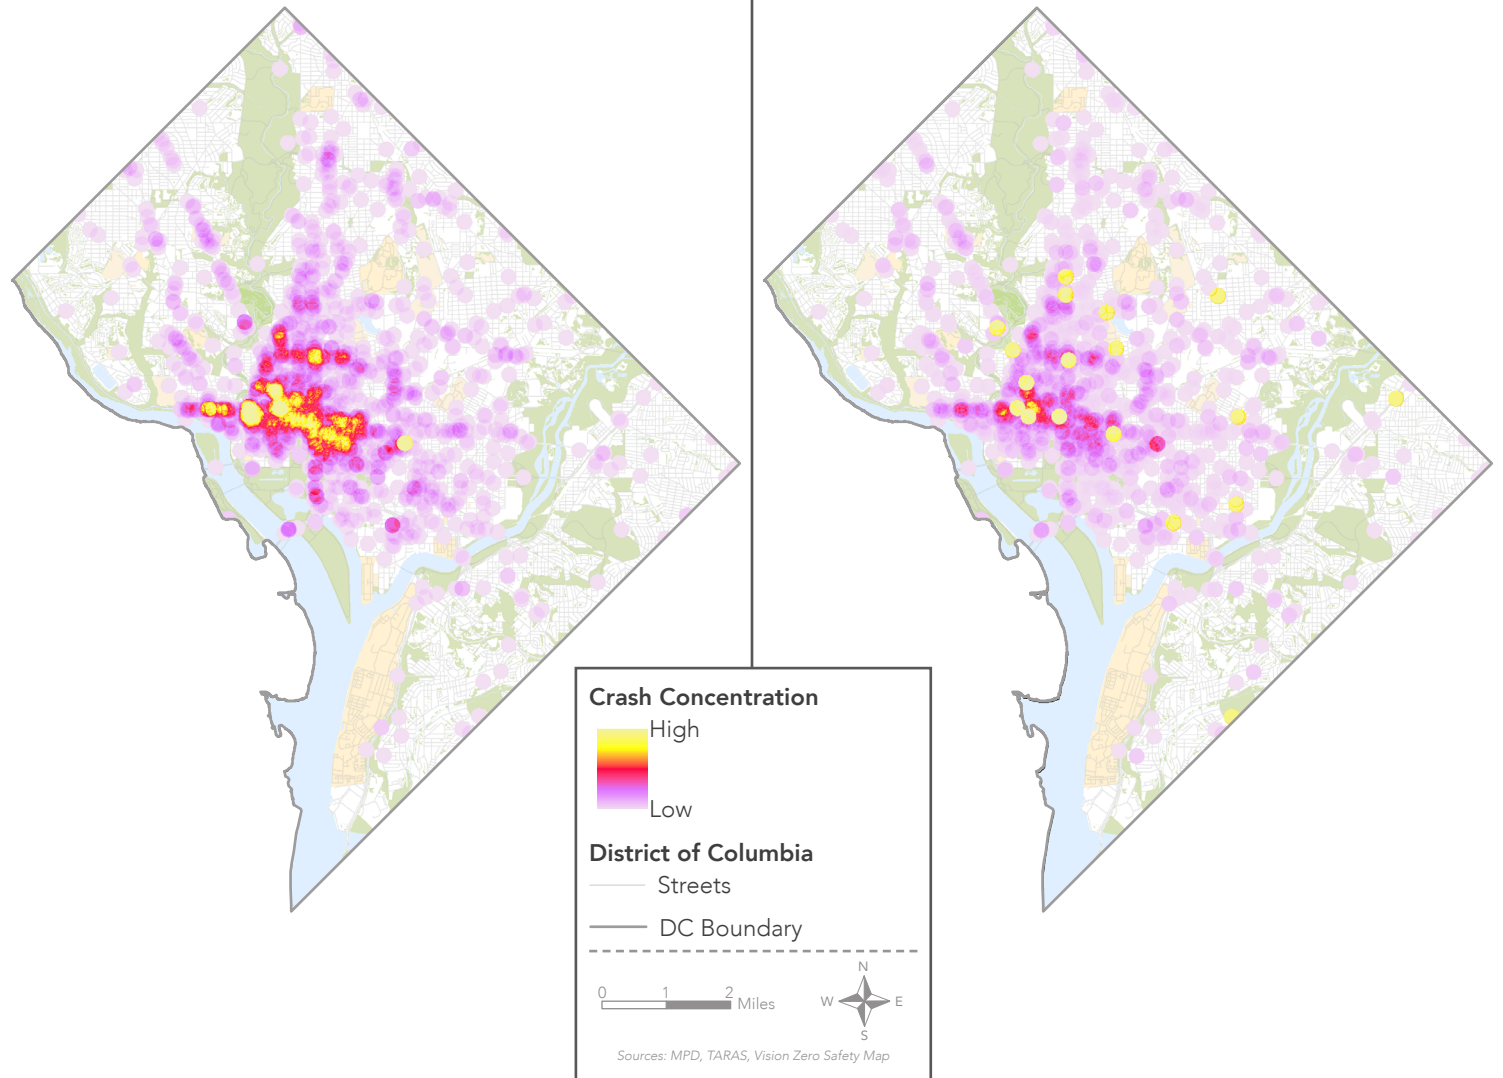 Crash Concentration
High
Low
District of Columbia
Streets
DC Boundary
0 1 2 Miles
N
W E
S
Sources: MPD, TARAS, Vision Zero Safety Map